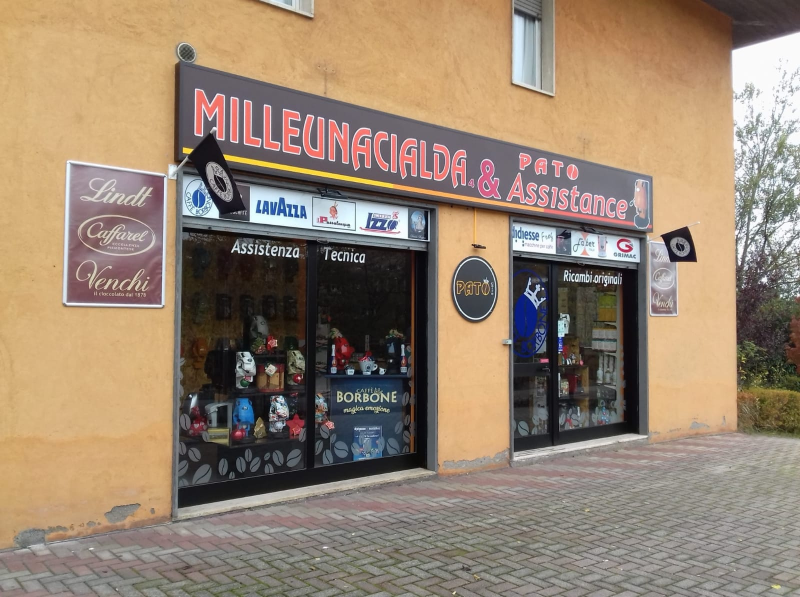 MILLEUNACIALDA & PATO Assistance
Lindt
Caffarel
Venchi
il cioccolato dal 1878
LAVAZZA
IZZO
GRIMAC
Assistenza Tecnica
Ricambi originali
PATO
CAFFÈ
BORBONE
magica emozione